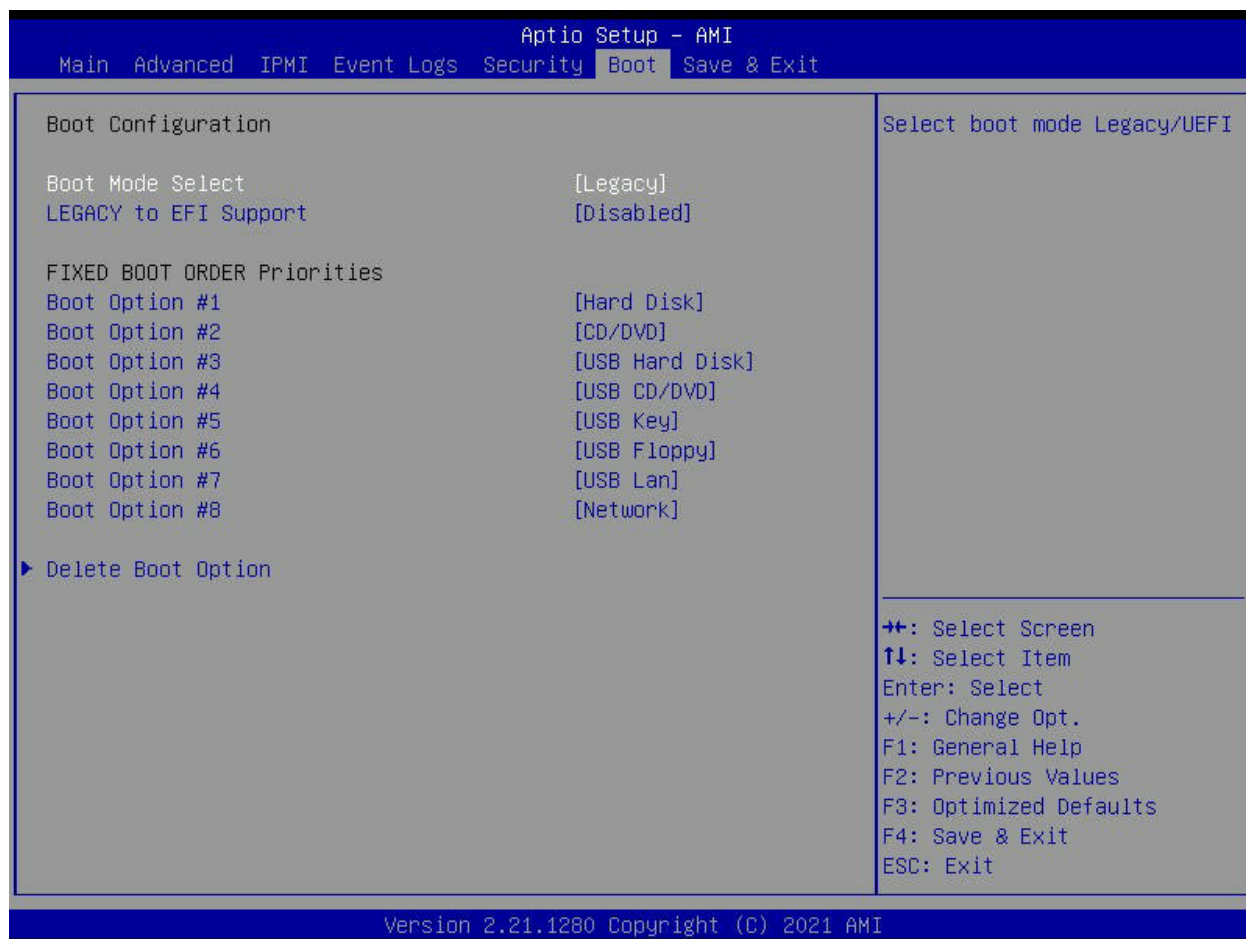 Aptio Setup – AMI
Main Advanced IPMI Event Logs Security Boot Save & Exit
Boot Configuration
Boot Mode Select [Legacy]
LEGACY to EFI Support [Disabled]
FIXED BOOT ORDER Priorities
Boot Option #1 [Hard Disk]
Boot Option #2 [CD/DVD]
Boot Option #3 [USB Hard Disk]
Boot Option #4 [USB CD/DVD]
Boot Option #5 [USB Key]
Boot Option #6 [USB Floppy]
Boot Option #7 [USB Lan]
Boot Option #8 [Network]
Delete Boot Option
Select boot mode Legacy/UEFI
→←: Select Screen
↑↓: Select Item
Enter: Select
+/-: Change Opt.
F1: General Help
F2: Previous Values
F3: Optimized Defaults
F4: Save & Exit
ESC: Exit
Version 2.21.1280 Copyright (C) 2021 AMI